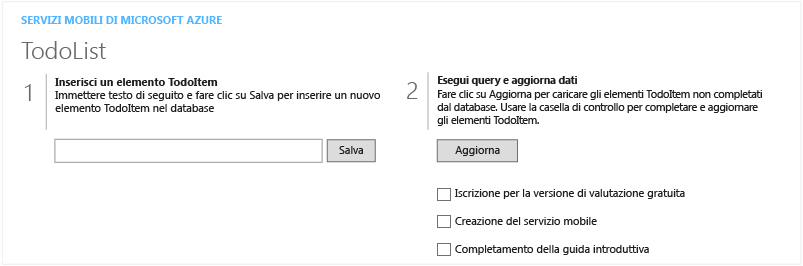 SERVIZI MOBILI DI MICROSOFT AZURE
TodoList
1
Inserisci un elemento TodoItem
Immettere testo di seguito e fare clic su Salva per inserire un nuovo
elemento TodoItem nel database
Salva
2
Esegui query e aggiorna dati
Fare clic su Aggiorna per caricare gli elementi TodoItem non completati
dal database. Usare la casella di controllo per completare e aggiornare
gli elementi TodoItem.
Aggiorna
Iscrizione per la versione di valutazione gratuita
Creazione del servizio mobile
Completamento della guida introduttiva